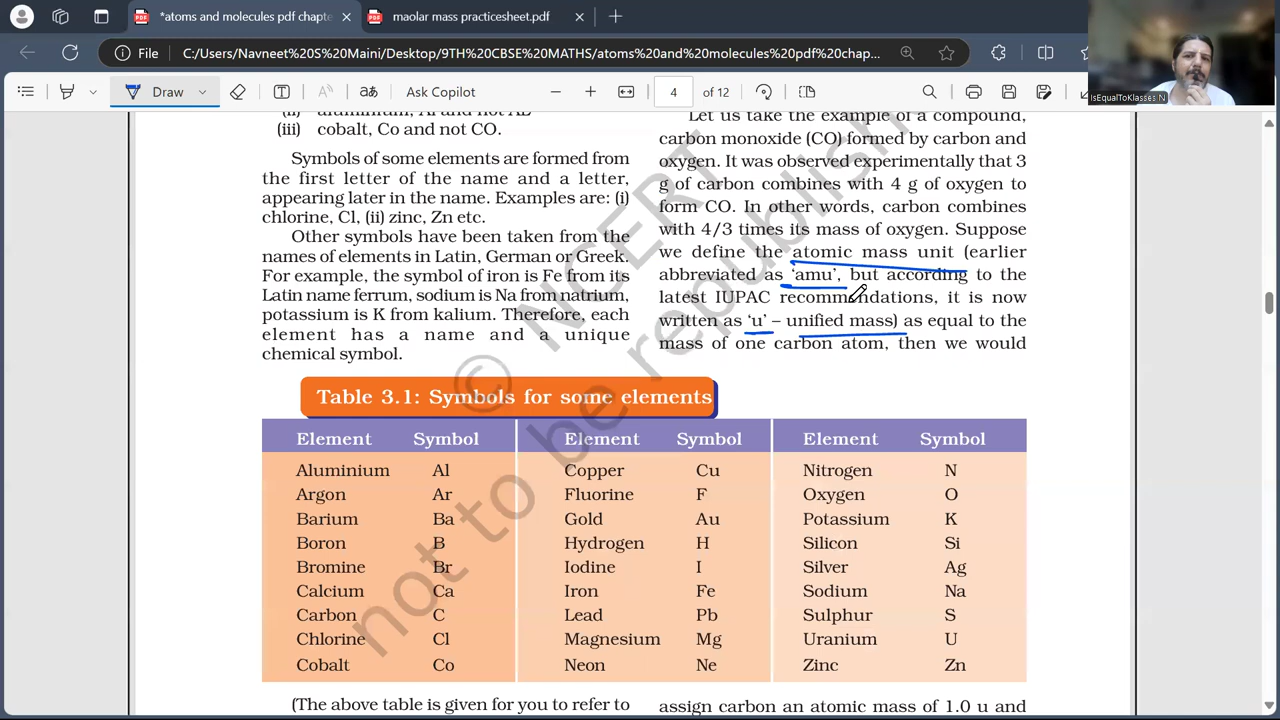 *atoms and molecules pdf chapte
maolar mass practicesheet.pdf
File
C:/Users/Navneet%20S%20Maini/Desktop/9TH%20CBSE%20MATHS/atoms%20and%20molecules%20pdf%20chap...
Draw
Ask Copilot
4
of 12
IsEqualToKlasses N
(ii) aluminium, Al and not AL
(iii) cobalt, Co and not CO.
Symbols of some elements are formed from
the first letter of the name and a letter,
appearing later in the name. Examples are: (i)
chlorine, Cl, (ii) zinc, Zn etc.
Other symbols have been taken from the
names of elements in Latin, German or Greek.
For example, the symbol of iron is Fe from its
Latin name ferrum, sodium is Na from natrium,
potassium is K from kalium. Therefore, each
element has a name and a unique
chemical symbol.
Let us take the example of a compound,
carbon monoxide (CO) formed by carbon and
oxygen. It was observed experimentally that 3
g of carbon combines with 4 g of oxygen to
form CO. In other words, carbon combines
with 4/3 times its mass of oxygen. Suppose
we define the atomic mass unit (earlier
abbreviated as ‘amu’, but according to the
latest IUPAC recommendations, it is now
written as ‘u’ – unified mass) as equal to the
mass of one carbon atom, then we would
Table 3.1: Symbols for some elements
Element Symbol Element Symbol Element Symbol
Aluminium Al Copper Cu Nitrogen N
Argon Ar Fluorine F Oxygen O
Barium Ba Gold Au Potassium K
Boron B Hydrogen H Silicon Si
Bromine Br Iodine I Silver Ag
Calcium Ca Iron Fe Sodium Na
Carbon C Lead Pb Sulphur S
Chlorine Cl Magnesium Mg Uranium U
Cobalt Co Neon Ne Zinc Zn
(The above table is given for you to refer to
assign carbon an atomic mass of 1.0 u and
© NCERT
not to be republish